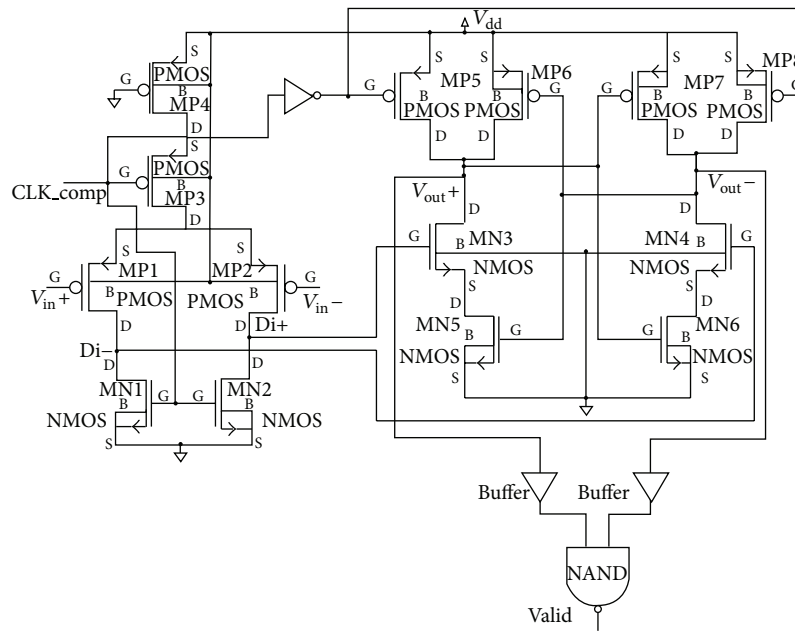 V_dd
S
S
S
S
S
G
PMOS
B
MP4
D
G
B
MP5
PMOS
D
MP6
B
PMOS
D
G
G
B
MP7
PMOS
D
MP8
B
PMOS
D
G
S
PMOS
G
B
MP3
D
CLK_comp
V_out+
V_out−
D
G
MN3
B
NMOS
S
D
MN4
B
NMOS
S
G
S
G
MP1
V_in+
B
PMOS
D
S
MP2
PMOS
B
G
V_in−
D
Di+
Di−
D
MN5
G
B
NMOS
S
D
MN6
G
B
NMOS
S
D
MN1
G
B
NMOS
S
D
G
MN2
B
NMOS
S
Buffer
Buffer
NAND
Valid